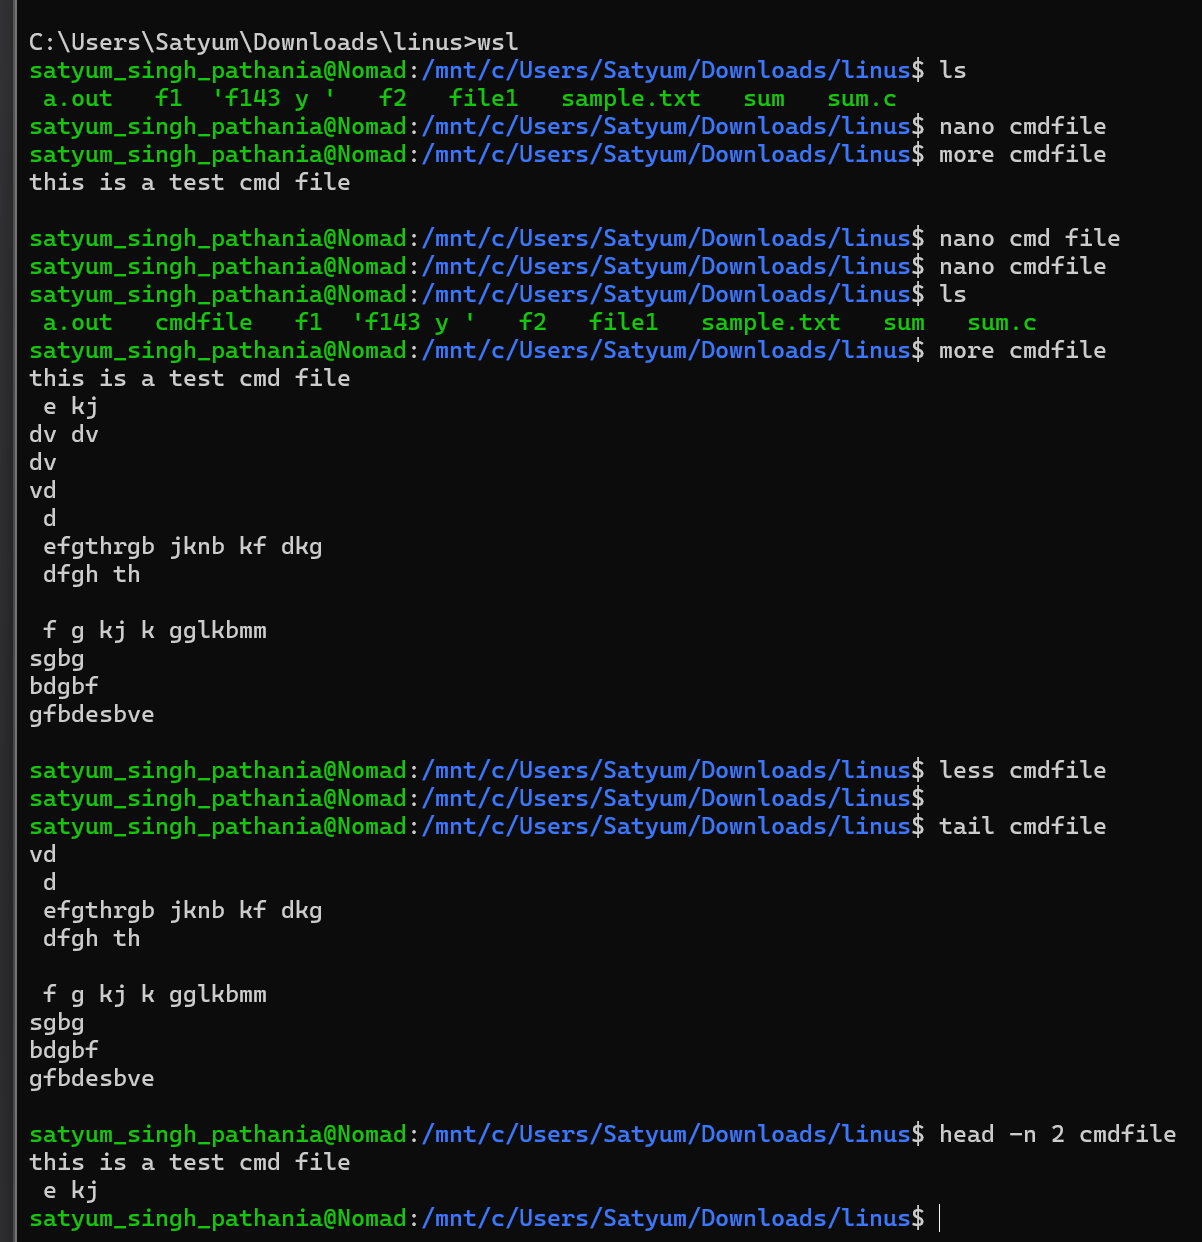 C:\Users\Satyum\Downloads\linus>wsl
satyum_singh_pathania@Nomad:/mnt/c/Users/Satyum/Downloads/linus$ ls
 a.out   f1  'f143 y '   f2   file1   sample.txt   sum   sum.c
satyum_singh_pathania@Nomad:/mnt/c/Users/Satyum/Downloads/linus$ nano cmdfile
satyum_singh_pathania@Nomad:/mnt/c/Users/Satyum/Downloads/linus$ more cmdfile
this is a test cmd file

satyum_singh_pathania@Nomad:/mnt/c/Users/Satyum/Downloads/linus$ nano cmd file
satyum_singh_pathania@Nomad:/mnt/c/Users/Satyum/Downloads/linus$ nano cmdfile
satyum_singh_pathania@Nomad:/mnt/c/Users/Satyum/Downloads/linus$ ls
 a.out   cmdfile   f1  'f143 y '   f2   file1   sample.txt   sum   sum.c
satyum_singh_pathania@Nomad:/mnt/c/Users/Satyum/Downloads/linus$ more cmdfile
this is a test cmd file
 e kj
dv dv
dv
vd
 d
 efgthrgb jknb kf dkg
 dfgh th

 f g kj k gglkbmm
sgbg
bdgbf
gfbdesbve

satyum_singh_pathania@Nomad:/mnt/c/Users/Satyum/Downloads/linus$ less cmdfile
satyum_singh_pathania@Nomad:/mnt/c/Users/Satyum/Downloads/linus$
satyum_singh_pathania@Nomad:/mnt/c/Users/Satyum/Downloads/linus$ tail cmdfile
vd
 d
 efgthrgb jknb kf dkg
 dfgh th

 f g kj k gglkbmm
sgbg
bdgbf
gfbdesbve

satyum_singh_pathania@Nomad:/mnt/c/Users/Satyum/Downloads/linus$ head -n 2 cmdfile
this is a test cmd file
 e kj
satyum_singh_pathania@Nomad:/mnt/c/Users/Satyum/Downloads/linus$